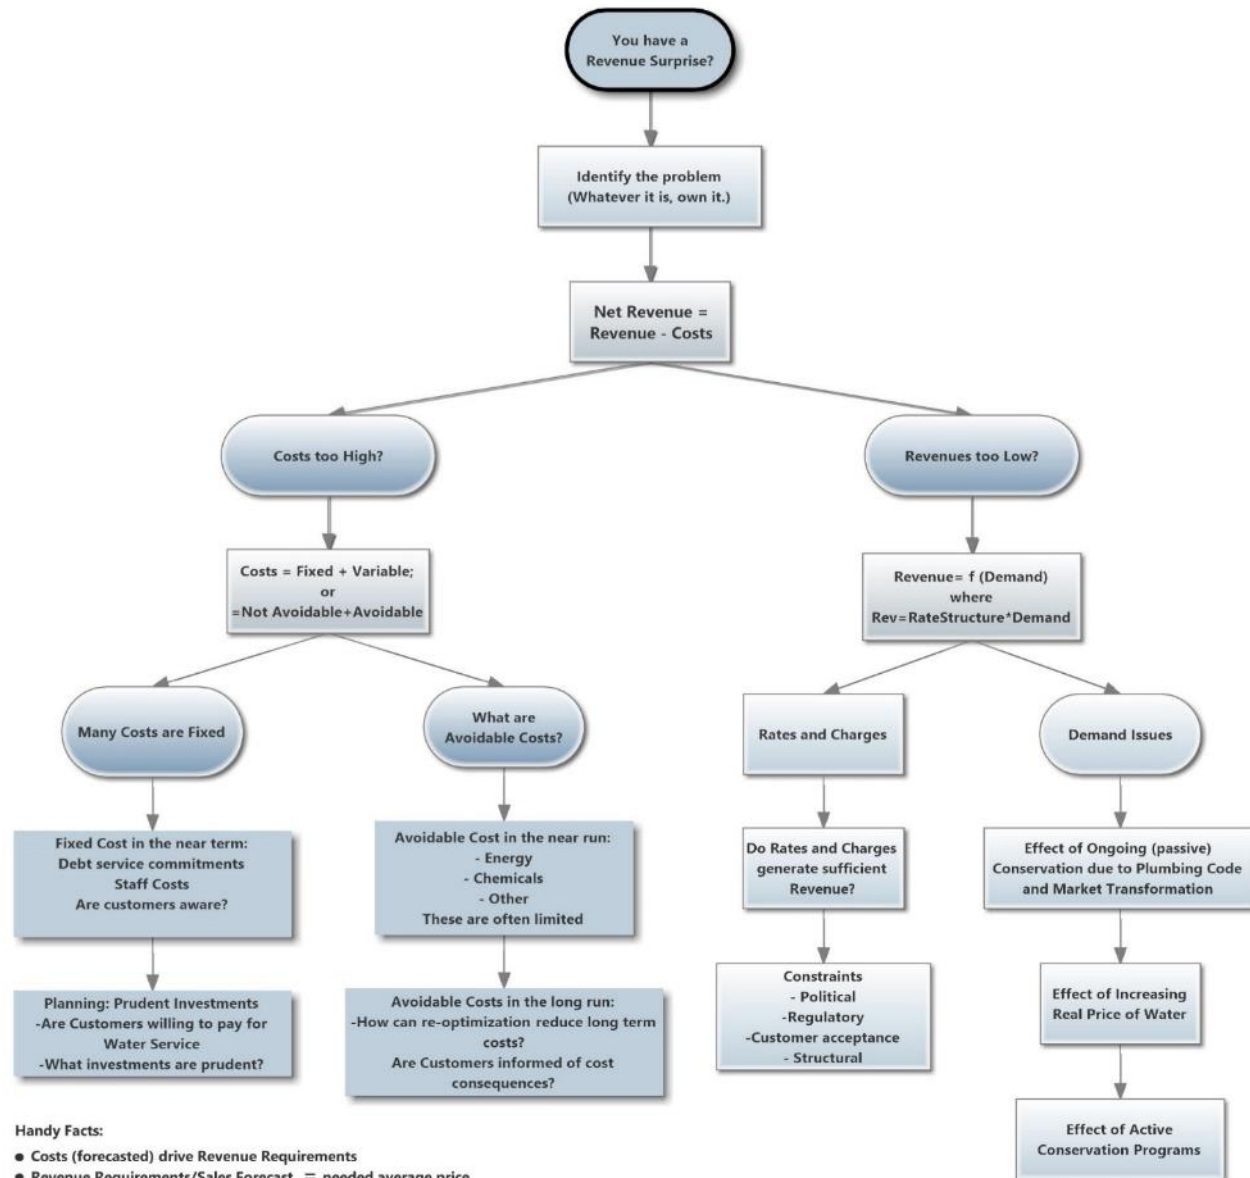 You have a
Revenue Surprise?
Identify the problem
(Whatever it is, own it.)
Net Revenue =
Revenue - Costs
Costs too High?
Revenues too Low?
Costs = Fixed + Variable;
or
=Not Avoidable+Avoidable
Revenue= f (Demand)
where
Rev=RateStructure*Demand
Many Costs are Fixed
What are
Avoidable Costs?
Rates and Charges
Demand Issues
Fixed Cost in the near term:
Debt service commitments
Staff Costs
Are customers aware?
Avoidable Cost in the near run:
- Energy
- Chemicals
- Other
These are often limited
Do Rates and Charges
generate sufficient
Revenue?
Effect of Ongoing (passive)
Conservation due to Plumbing Code
and Market Transformation
Planning: Prudent Investments
-Are Customers willing to pay for
Water Service
-What investments are prudent?
Avoidable Costs in the long run:
-How can re-optimization reduce long term
costs?
Are Customers informed of cost
consequences?
Constraints
- Political
-Regulatory
-Customer acceptance
- Structural
Effect of Increasing
Real Price of Water
Effect of Active
Conservation Programs
Handy Facts:
● Costs (forecasted) drive Revenue Requirements
● Revenue Requirements/Sales Forecast = needed average price